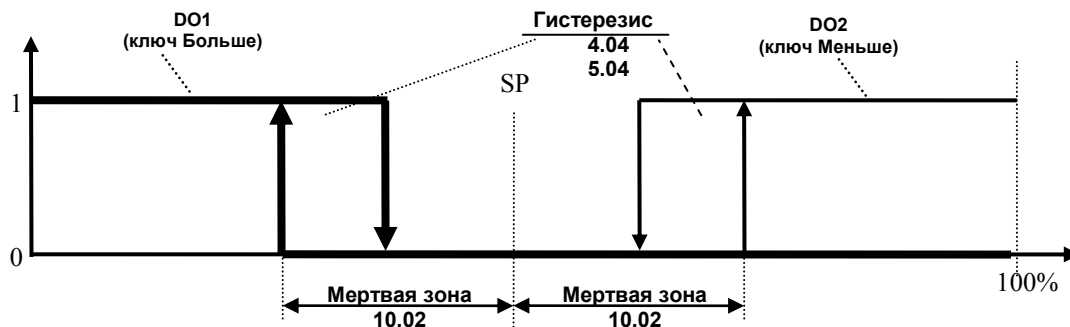 DO1
(ключ Больше)
Гистерезис
4.04
5.04
DO2
(ключ Меньше)
SP
1
0
100%
Мертвая зона
10.02
Мертвая зона
10.02